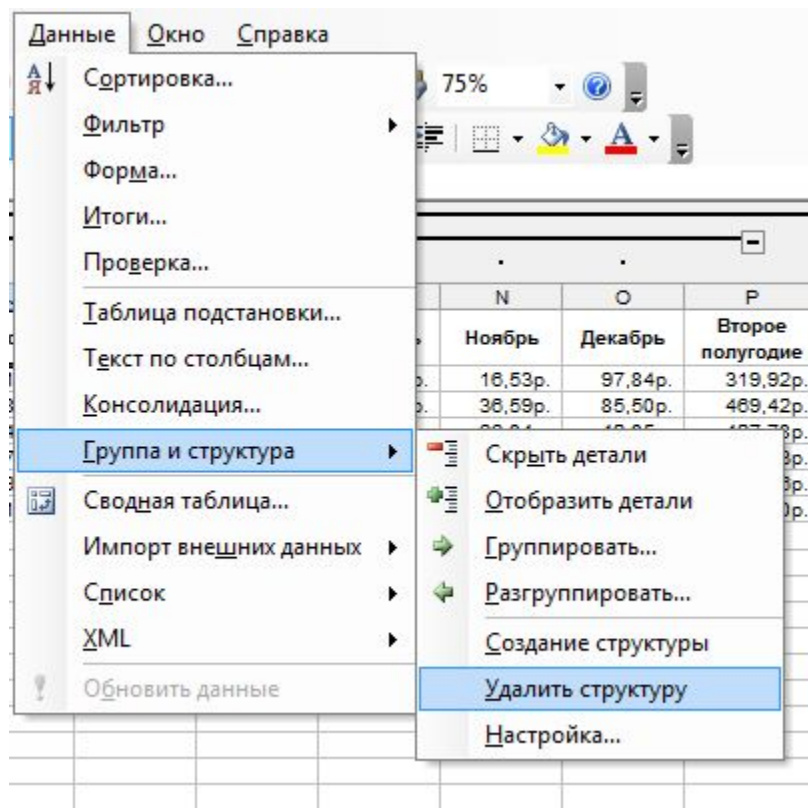 Данные Окно Справка
Сортировка...
75%
Фильтр
Форма...
Итоги...
Проверка...
Таблица подстановки...
Текст по столбцам...
Консолидация...
Группа и структура
Сводная таблица...
Импорт внешних данных
Список
XML
Обновить данные
N O P
Ноябрь Декабрь Второе полугодие
16,53р. 97,84р. 319,92р.
36,59р. 85,50р. 469,42р.
Скрыть детали
Отобразить детали
Группировать...
Разгруппировать...
Создание структуры
Удалить структуру
Настройка...